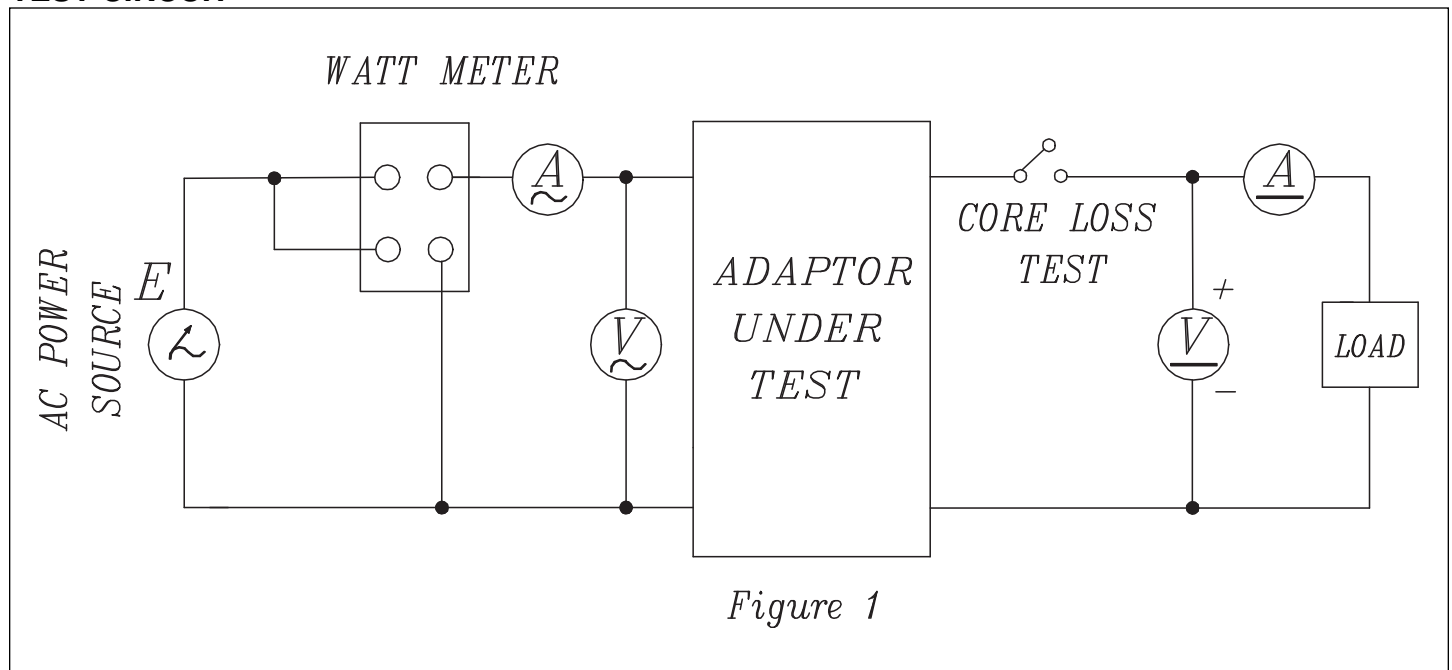 WATT METER
A
A
CORE LOSS
TEST
AC POWER
SOURCE
E
ADAPTOR
UNDER
TEST
V
V
+
−
LOAD
Figure 1